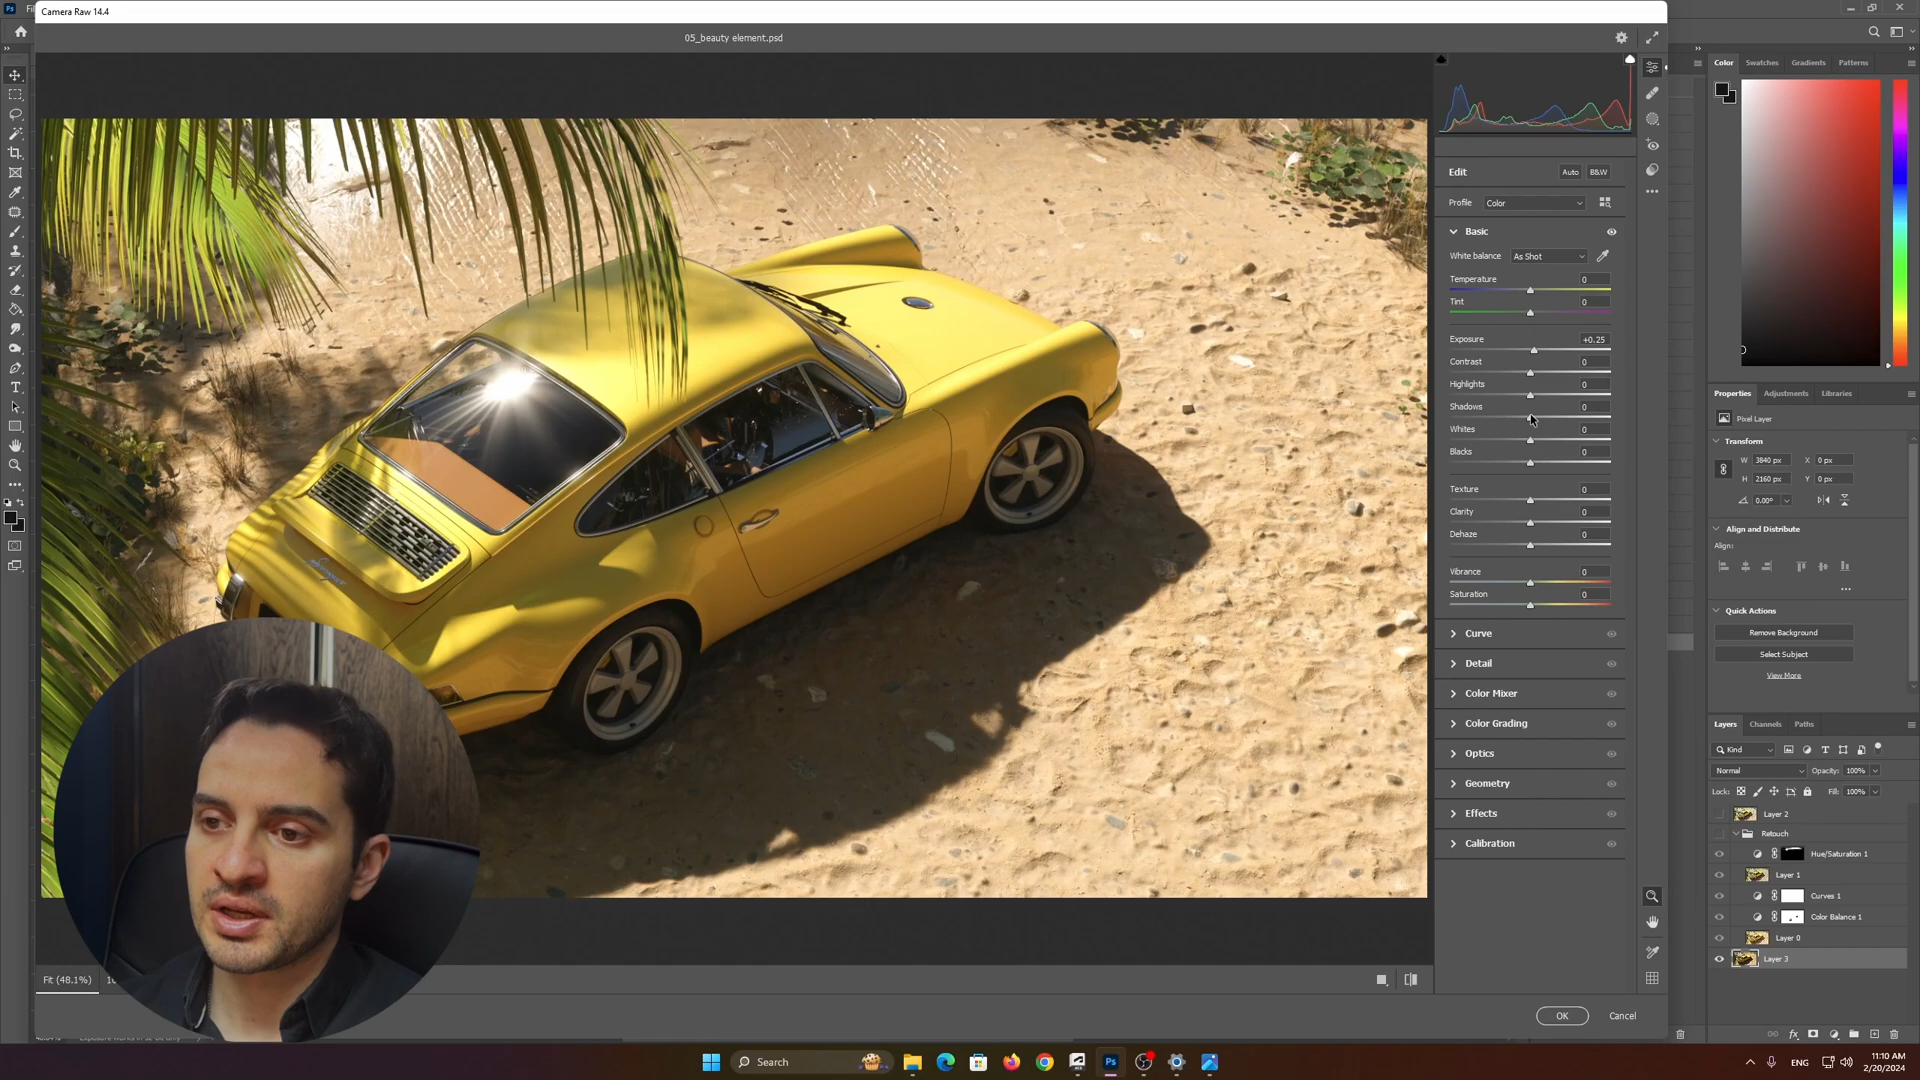 Camera Raw 14.4
05_beauty element.psd
Edit
Auto
B&W
Profile
Color
Basic
White balance
As Shot
Temperature
0
Tint
0
Exposure
+0.25
Contrast
0
Highlights
0
Shadows
0
Whites
0
Blacks
0
Texture
0
Clarity
0
Dehaze
0
Vibrance
0
Saturation
0
Curve
Detail
Color Mixer
Color Grading
Optics
Geometry
Effects
Calibration
Fit (48.1%)
OK
Cancel
Color
Swatches
Gradients
Patterns
Properties
Adjustments
Libraries
Pixel Layer
Transform
W
3840 px
X
0 px
H
2160 px
Y
0 px
0.00°
Align and Distribute
Align:
Quick Actions
Remove Background
Select Subject
View More
Layers
Channels
Paths
Kind
Normal
Opacity:
100%
Lock:
Fill:
100%
Layer 2
Retouch
Hue/Saturation 1
Layer 1
Curves 1
Color Balance 1
Layer 0
Layer 3
Search
ENG
11:10 AM
2/20/2024